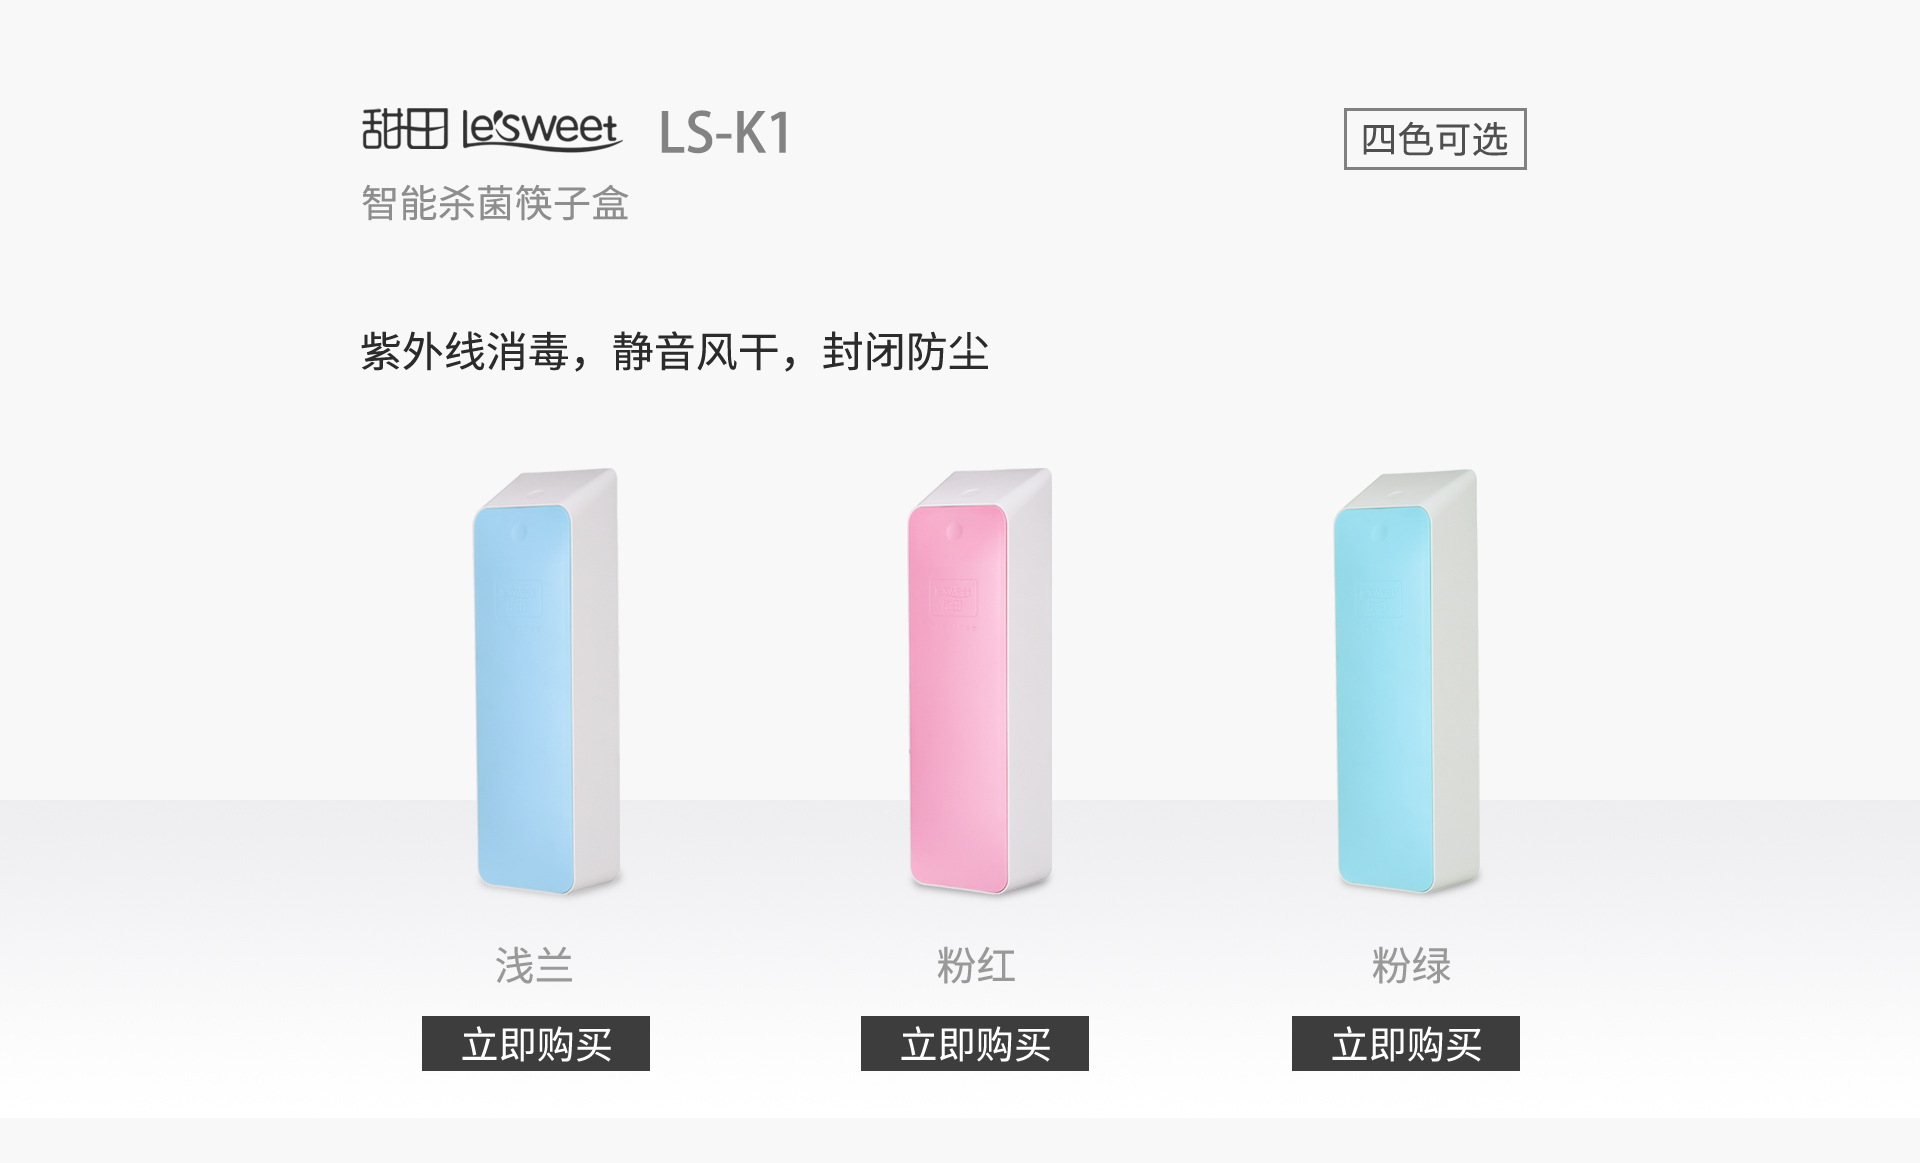 甜田 le'sweet LS-K1
四色可选
智能杀菌筷子盒
紫外线消毒，静音风干，封闭防尘
浅兰
粉红
粉绿
立即购买
立即购买
立即购买